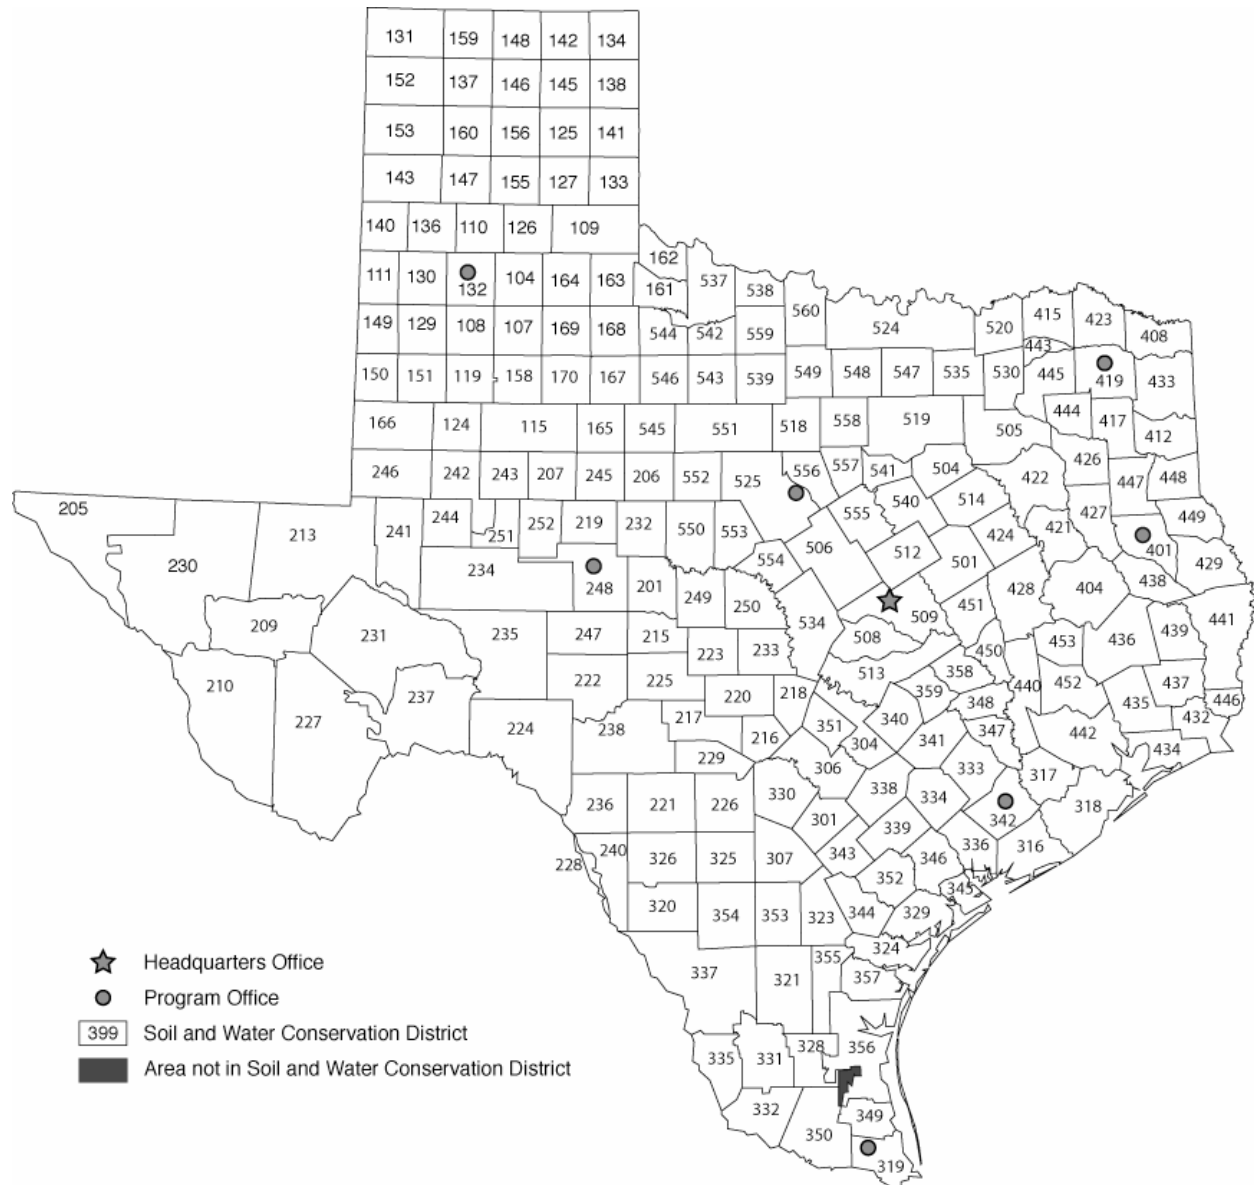 131 159 148 142 134
152 137 146 145 138
153 160 156 125 141
143 147 155 127 133
140 136 110 126 109
162
111 130 132 104 164 163 161 537 538
560
415 423
149 129 108 107 169 168 544 542 559 524 520 408
443
150 151 119 158 170 167 546 543 539 549 548 547 535 530 445 419 433
444
166 124 115 165 545 551 518 558 519 505 417 412
426
246 242 243 207 245 206 552 525 556 557 541 504 422 447 448
205
213 241 244 251 252 219 232 550 553 555 540 514 427 449
421
424
230 234 248 201 554 506 512 501 401 429
438
249 250 428 404
209 231 235 247 215 534 509 451 441
508 453 436 439
223 233 450
210 237 222 225 513 358 440 452 437
220 218 359 348 435 446
227 224 238 217 351 340 432
216 304 341 347 442 434
229 306 333 317
236 221 226 330 338 334 342 318
301
228 240 326 325 307 343 339 346 336 316
352 345
320 354 353 323 344 329
324
337 321 355 357
Headquarters Office
Program Office
399 Soil and Water Conservation District
Area not in Soil and Water Conservation District
335 331 328 356
332 350 349
319